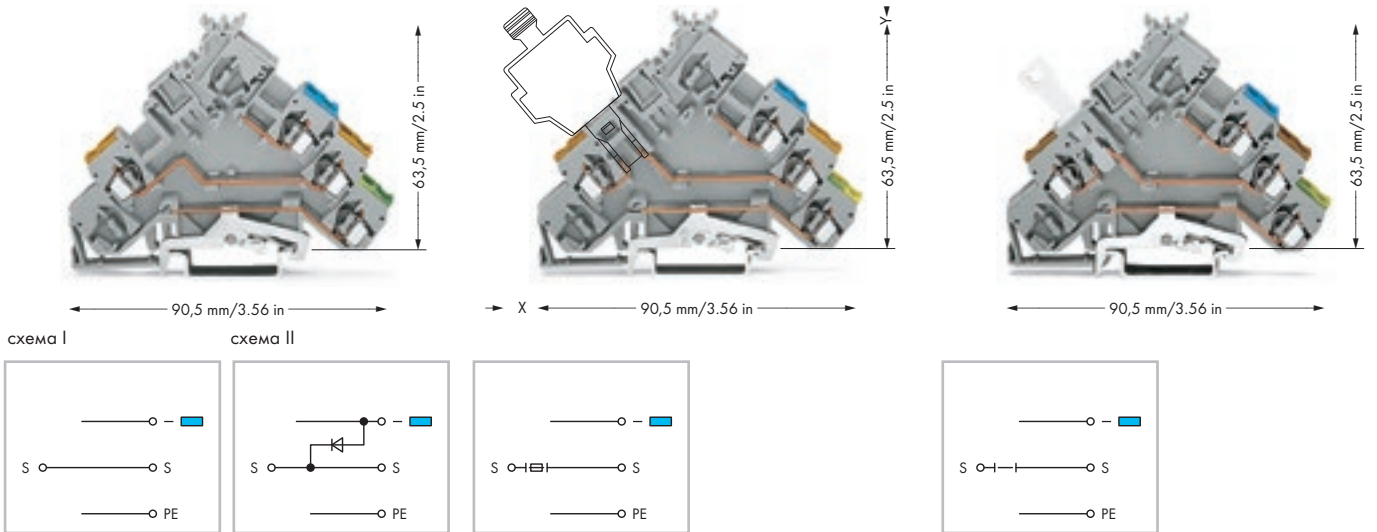 63,5 mm/2.5 in
Y
63,5 mm/2.5 in
63,5 mm/2.5 in
90,5 mm/3.56 in
X
90,5 mm/3.56 in
90,5 mm/3.56 in
схема I
схема II
–
S
S
PE
–
S
S
PE
–
S
S
PE
–
S
S
PE